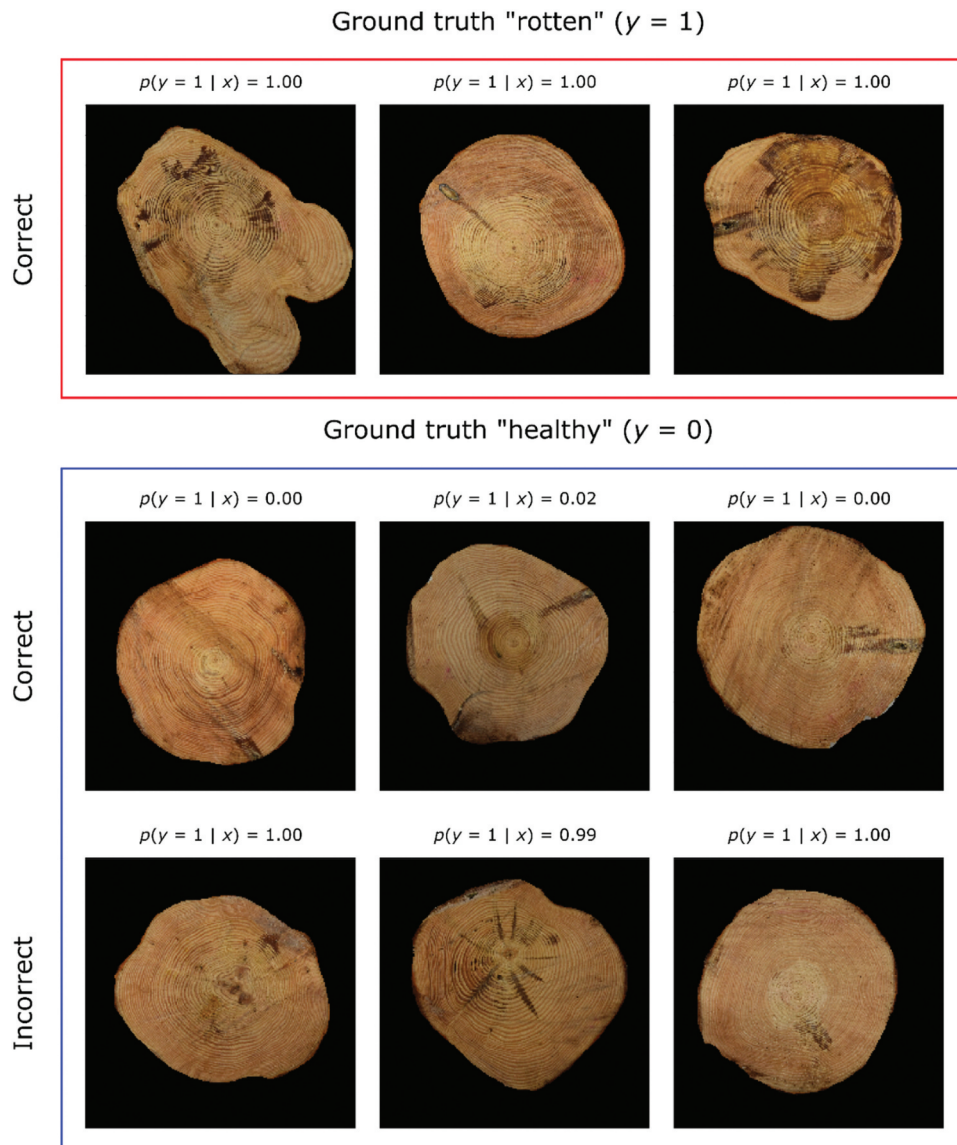 Ground truth "rotten" (y = 1)
p(y = 1 | x) = 1.00 p(y = 1 | x) = 1.00 p(y = 1 | x) = 1.00
Correct
Ground truth "healthy" (y = 0)
p(y = 1 | x) = 0.00 p(y = 1 | x) = 0.02 p(y = 1 | x) = 0.00
Correct
p(y = 1 | x) = 1.00 p(y = 1 | x) = 0.99 p(y = 1 | x) = 1.00
Incorrect